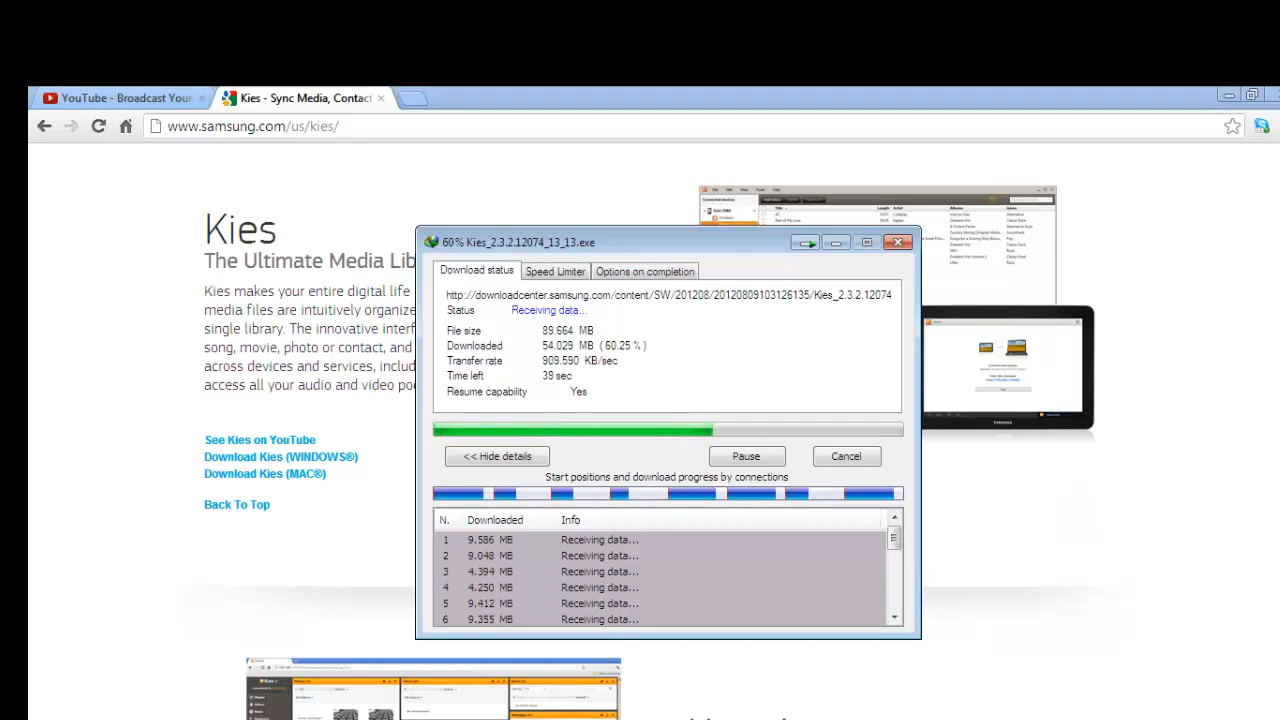 YouTube - Broadcast Your
Kies - Sync Media, Contact
www.samsung.com/us/kies/
Kies
The Ultimate Media Lib
Kies makes your entire digital life
media files are intuitively organize
single library. The innovative interf
song, movie, photo or contact, and
across devices and services, includ
access all your audio and video po
See Kies on YouTube
Download Kies (WINDOWS®)
Download Kies (MAC®)
Back To Top
60% Kies_2.3.2.12074_13_13.exe
Download status Speed Limiter Options on completion
http://downloadcenter.samsung.com/content/SW/201208/20120809103126135/Kies_2.3.2.12074
Status Receiving data...
File size 89.664 MB
Downloaded 54.029 MB ( 60.25 % )
Transfer rate 909.590 KB/sec
Time left 39 sec
Resume capability Yes
<< Hide details Pause Cancel
Start positions and download progress by connections
N. Downloaded Info
1 9.586 MB Receiving data...
2 9.048 MB Receiving data...
3 4.394 MB Receiving data...
4 4.250 MB Receiving data...
5 9.412 MB Receiving data...
6 9.355 MB Receiving data...
SAMSUNG
Kies